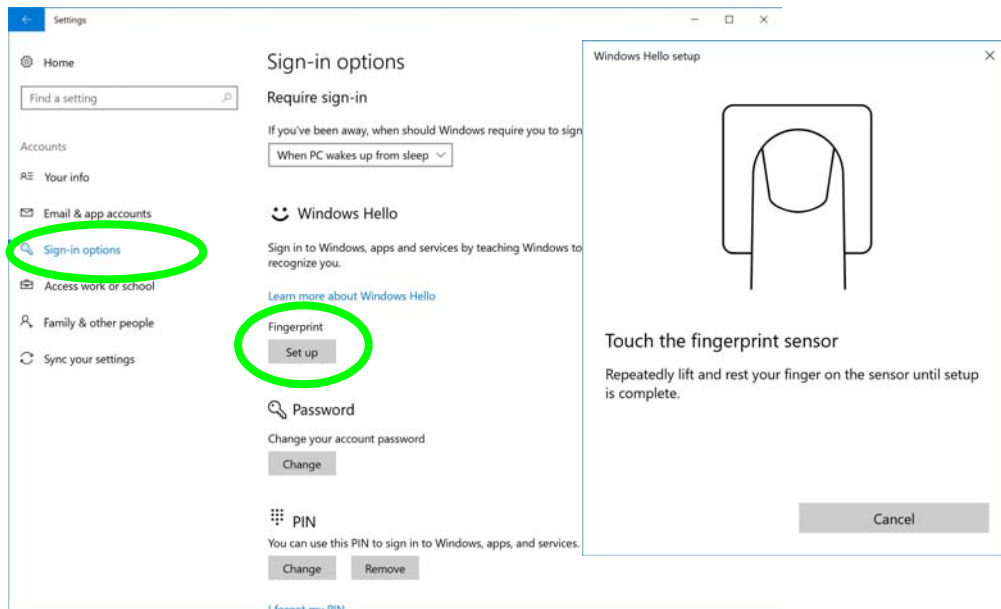 Settings
Home
Find a setting
Accounts
Your info
Email & app accounts
Sign-in options
Access work or school
Family & other people
Sync your settings
Sign-in options
Require sign-in
If you've been away, when should Windows require you to sign
When PC wakes up from sleep
Windows Hello
Sign in to Windows, apps and services by teaching Windows to
recognize you.
Learn more about Windows Hello
Fingerprint
Set up
Password
Change your account password
Change
PIN
You can use this PIN to sign in to Windows, apps, and services.
Change Remove
I forgot my PIN
Windows Hello setup
Touch the fingerprint sensor
Repeatedly lift and rest your finger on the sensor until setup
is complete.
Cancel